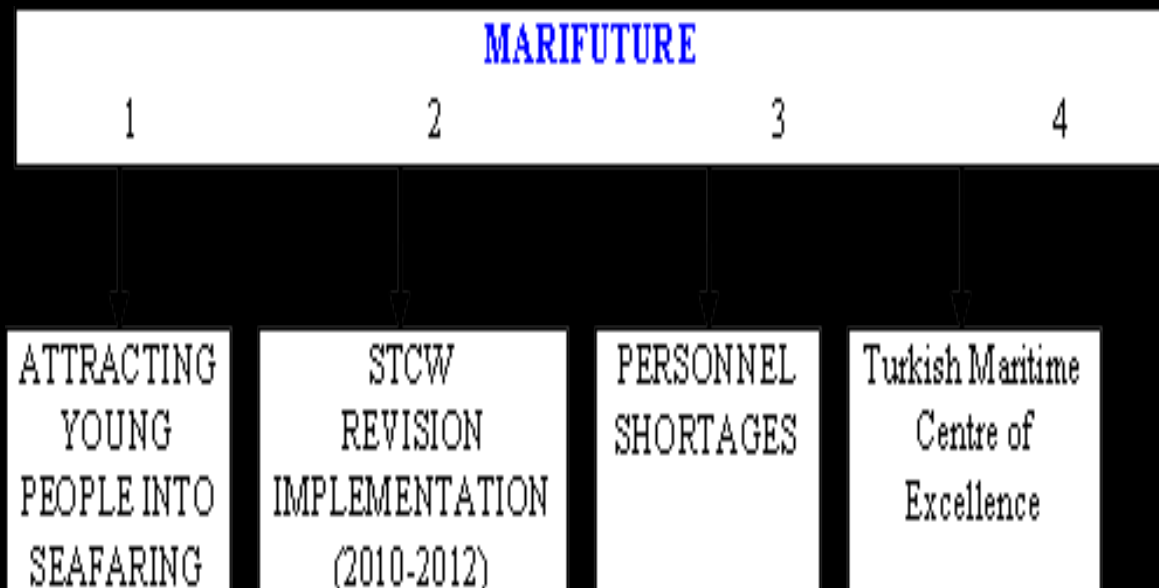 MARIFUTURE
1 2 3 4
ATTRACTING
YOUNG
PEOPLE INTO
SEAFARING
STCW
REVISION
IMPLEMENTATION
(2010-2012)
PERSONNEL
SHORTAGES
Turkish Maritime
Centre of
Excellence